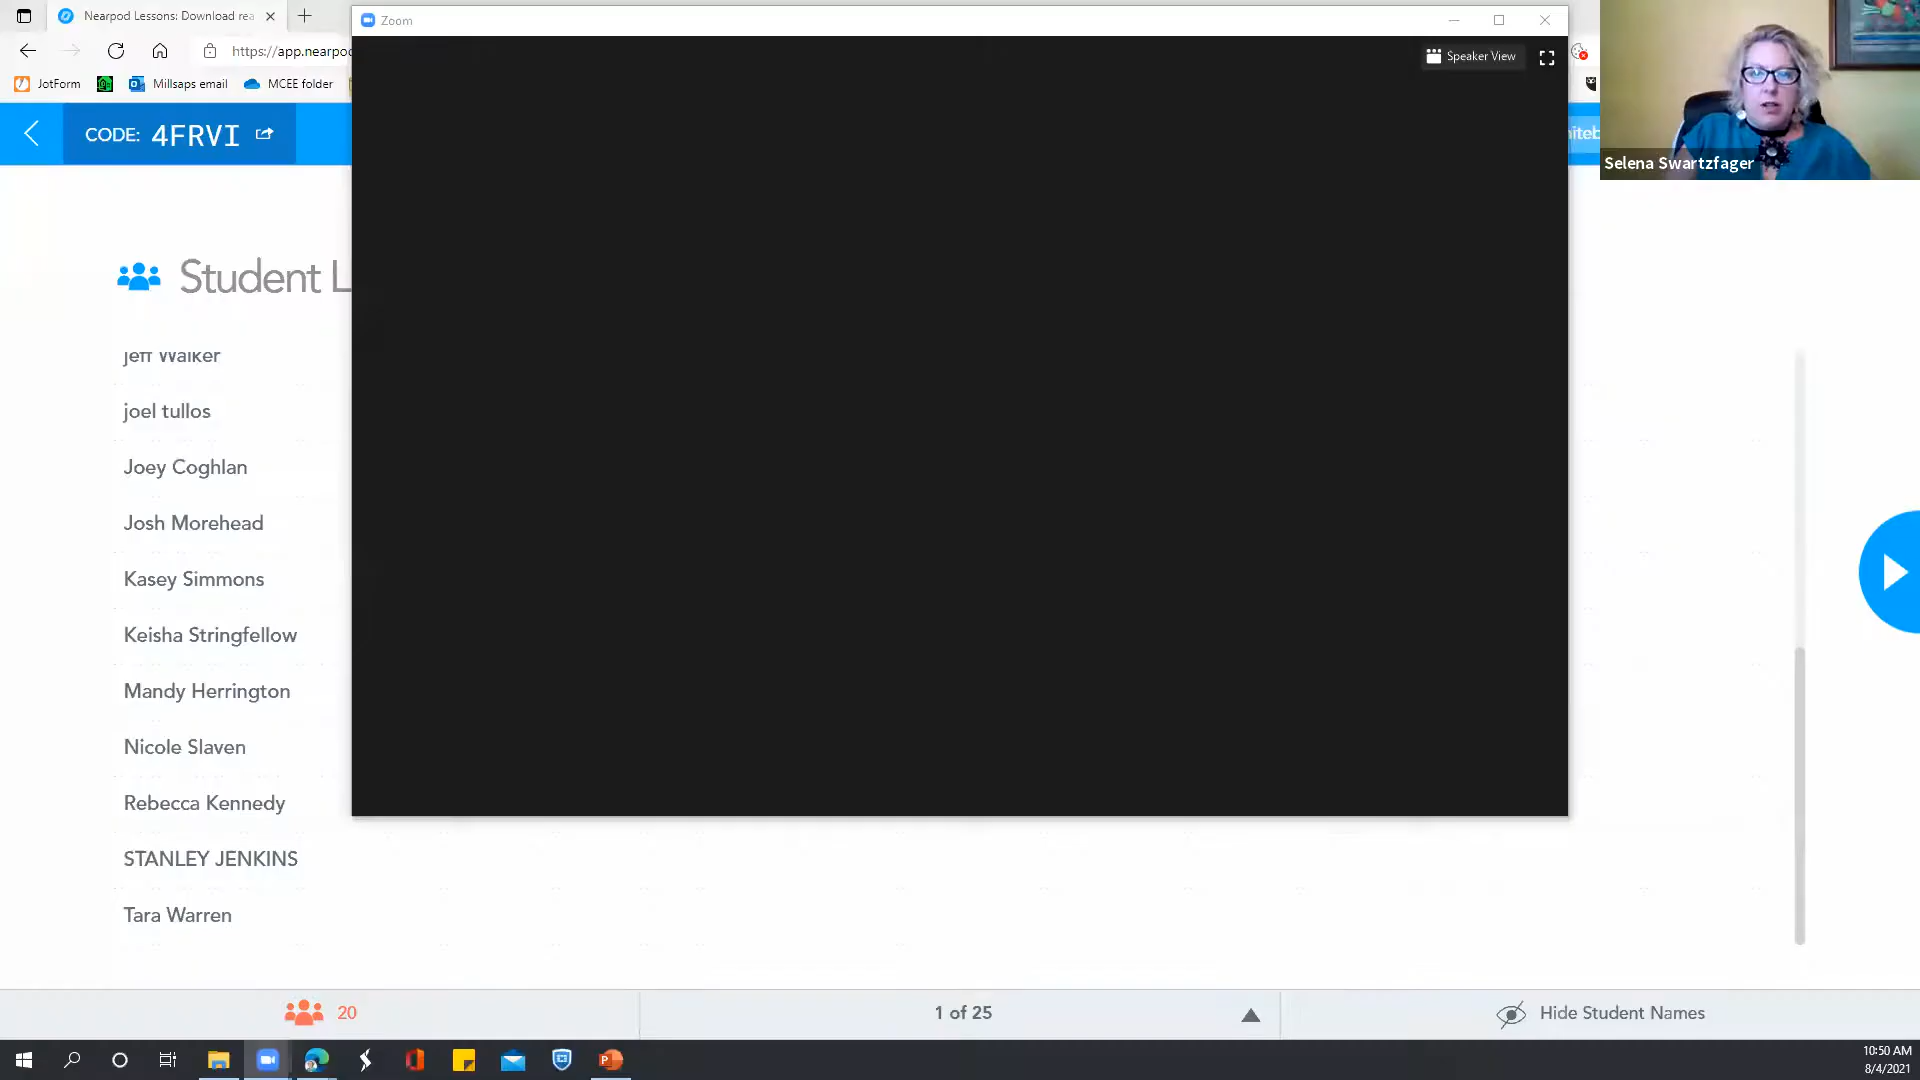 Nearpod Lessons: Download rea
Zoom
https://app.nearpod
Speaker View
JotForm
Millsaps email
MCEE folder
CODE: 4FRVI
hiteb
Selena Swartzfager
Student L
jeff Walker
joel tullos
Joey Coghlan
Josh Morehead
Kasey Simmons
Keisha Stringfellow
Mandy Herrington
Nicole Slaven
Rebecca Kennedy
STANLEY JENKINS
Tara Warren
20
1 of 25
Hide Student Names
10:50 AM
8/4/2021